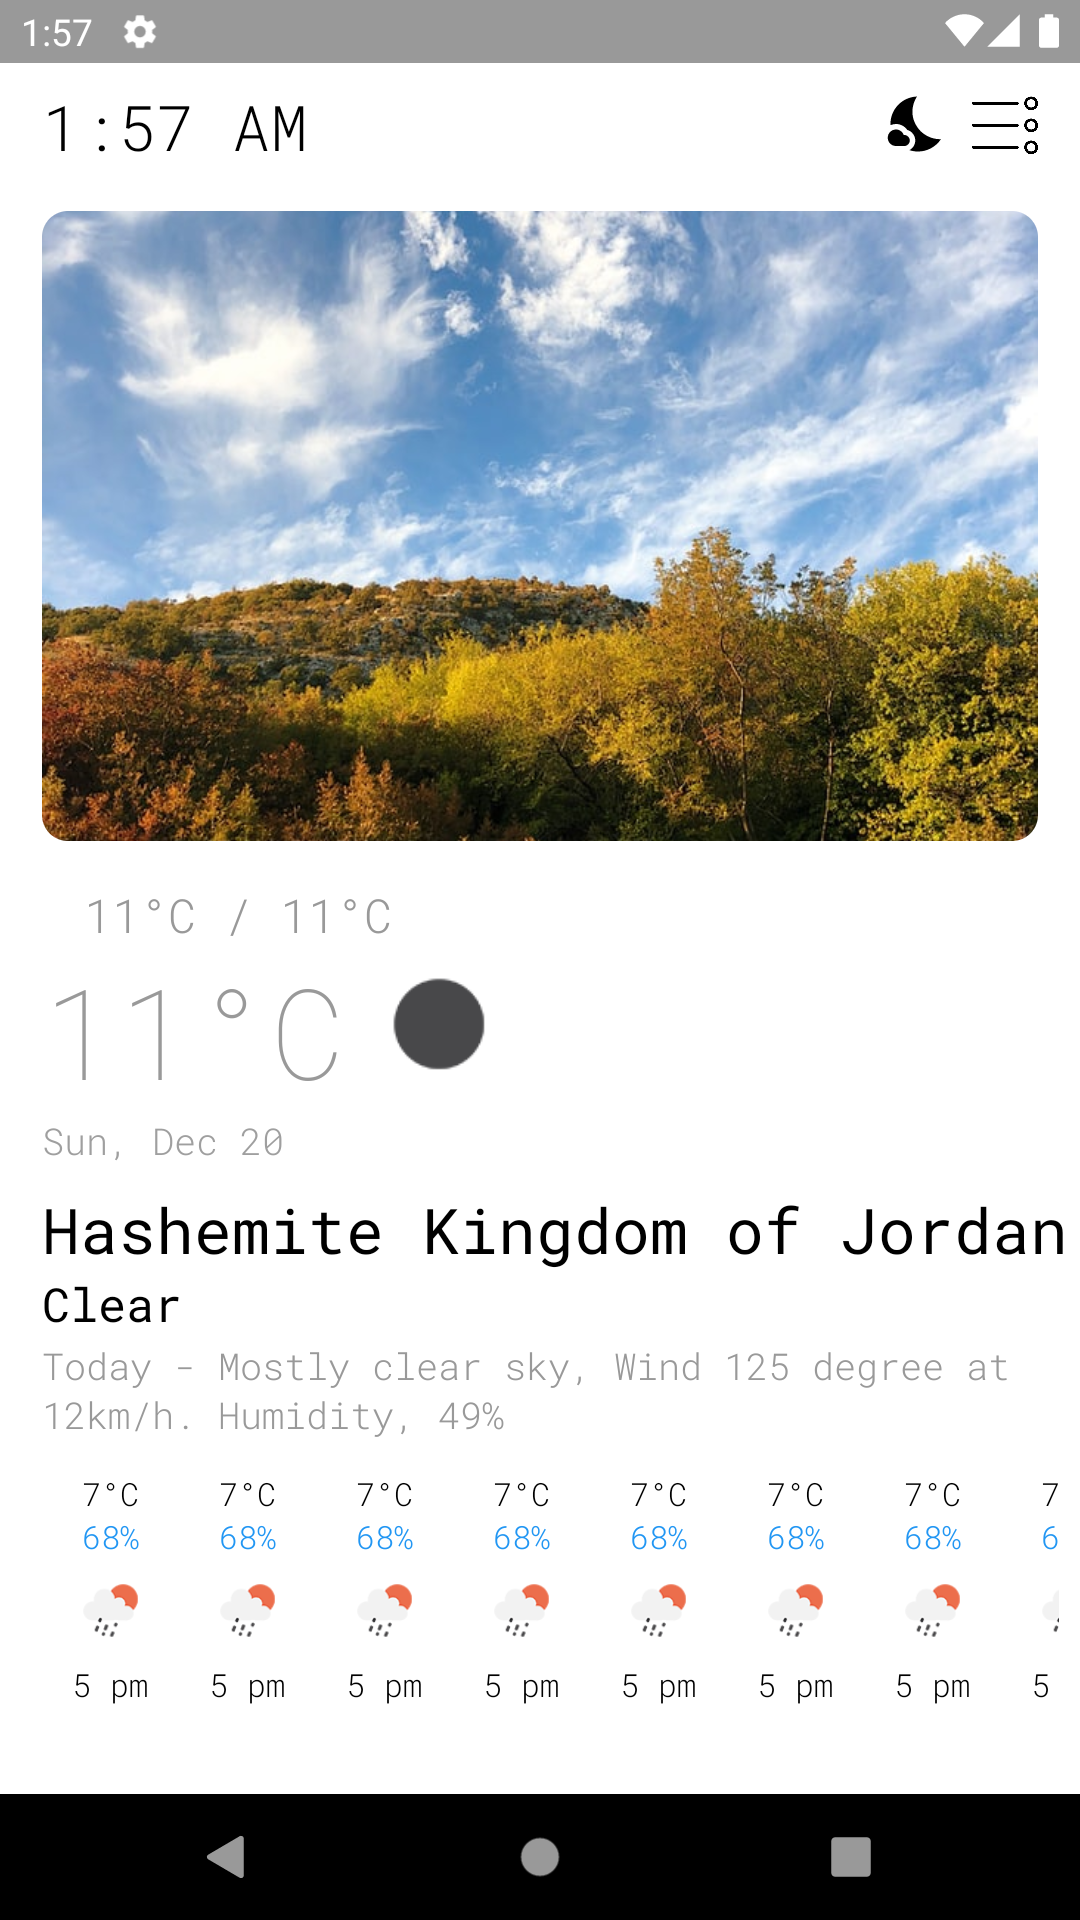 1:57
1:57 AM
11°C / 11°C
11°C
Sun, Dec 20
Hashemite Kingdom of Jordan
Clear
Today - Mostly clear sky, Wind 125 degree at
12km/h. Humidity, 49%
7°C 7°C 7°C 7°C 7°C 7°C 7°C 7
68% 68% 68% 68% 68% 68% 68% 6
5 pm 5 pm 5 pm 5 pm 5 pm 5 pm 5 pm 5